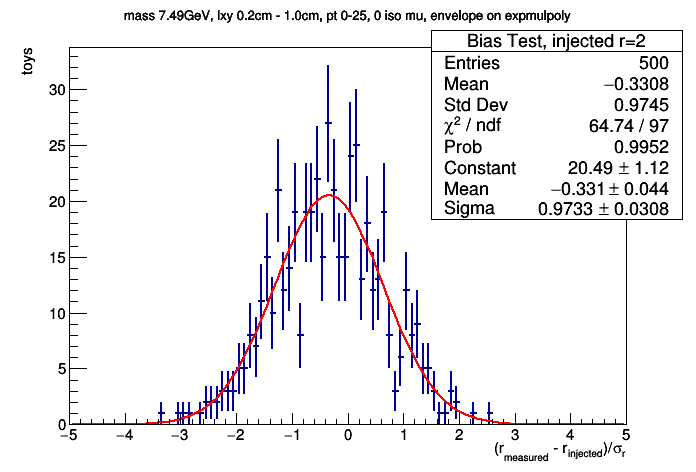 mass 7.49GeV, lxy 0.2cm - 1.0cm, pt 0-25, 0 iso mu, envelope on expmulpoly
Bias Test, injected r=2
Entries 500
Mean −0.3308
Std Dev 0.9745
χ² / ndf 64.74 / 97
Prob 0.9952
Constant 20.49 ± 1.12
Mean −0.331 ± 0.044
Sigma 0.9733 ± 0.0308
toys
30
25
20
15
10
5
0
−5 −4 −3 −2 −1 0 1 2 3 4 5
(r_measured - r_injected)/σ_r